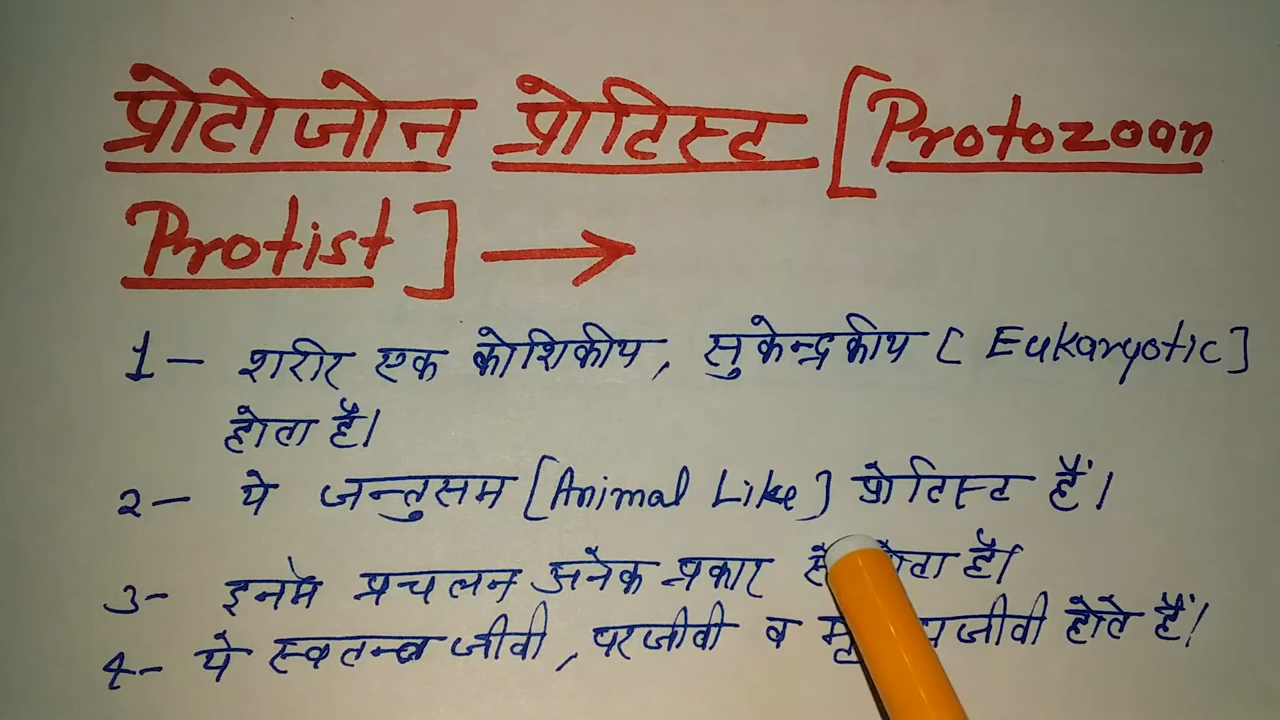 प्रोटोजोन प्रोटिस्ट [Protozoan
Protist] →
1- शरीर एक कोशिकीय, सुकेन्द्रकीय [Eukaryotic]
होता है।
2- ये जन्तुसम [Animal Like] प्रोटिस्ट हैं।
3- इनमे प्रचलन अनेक प्रकार से होता है।
4- ये स्वतन्त्र जीवी, परजीवी व जीवी होते हैं।